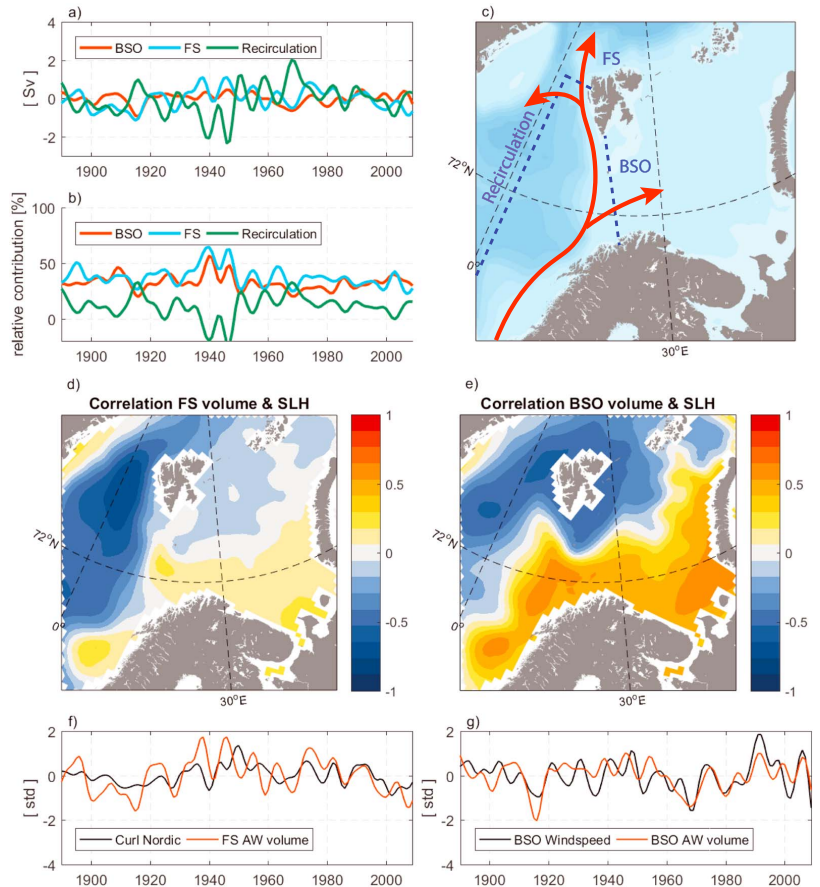 a)
4
2
0
-2
[ Sv ]
BSO FS Recirculation
1900 1920 1940 1960 1980 2000
b)
100
50
0
relative contribution [%]
BSO FS Recirculation
1900 1920 1940 1960 1980 2000
c)
FS
BSO
Recirculation
72°N
0°
30°E
d)
Correlation FS volume & SLH
72°N
0°
30°E
1
0.5
0
-0.5
-1
e)
Correlation BSO volume & SLH
72°N
0°
30°E
1
0.5
0
-0.5
-1
f)
2
0
-2
-4
[ std ]
Curl Nordic FS AW volume
1900 1920 1940 1960 1980 2000
g)
2
0
-2
-4
[ std ]
BSO Windspeed BSO AW volume
1900 1920 1940 1960 1980 2000